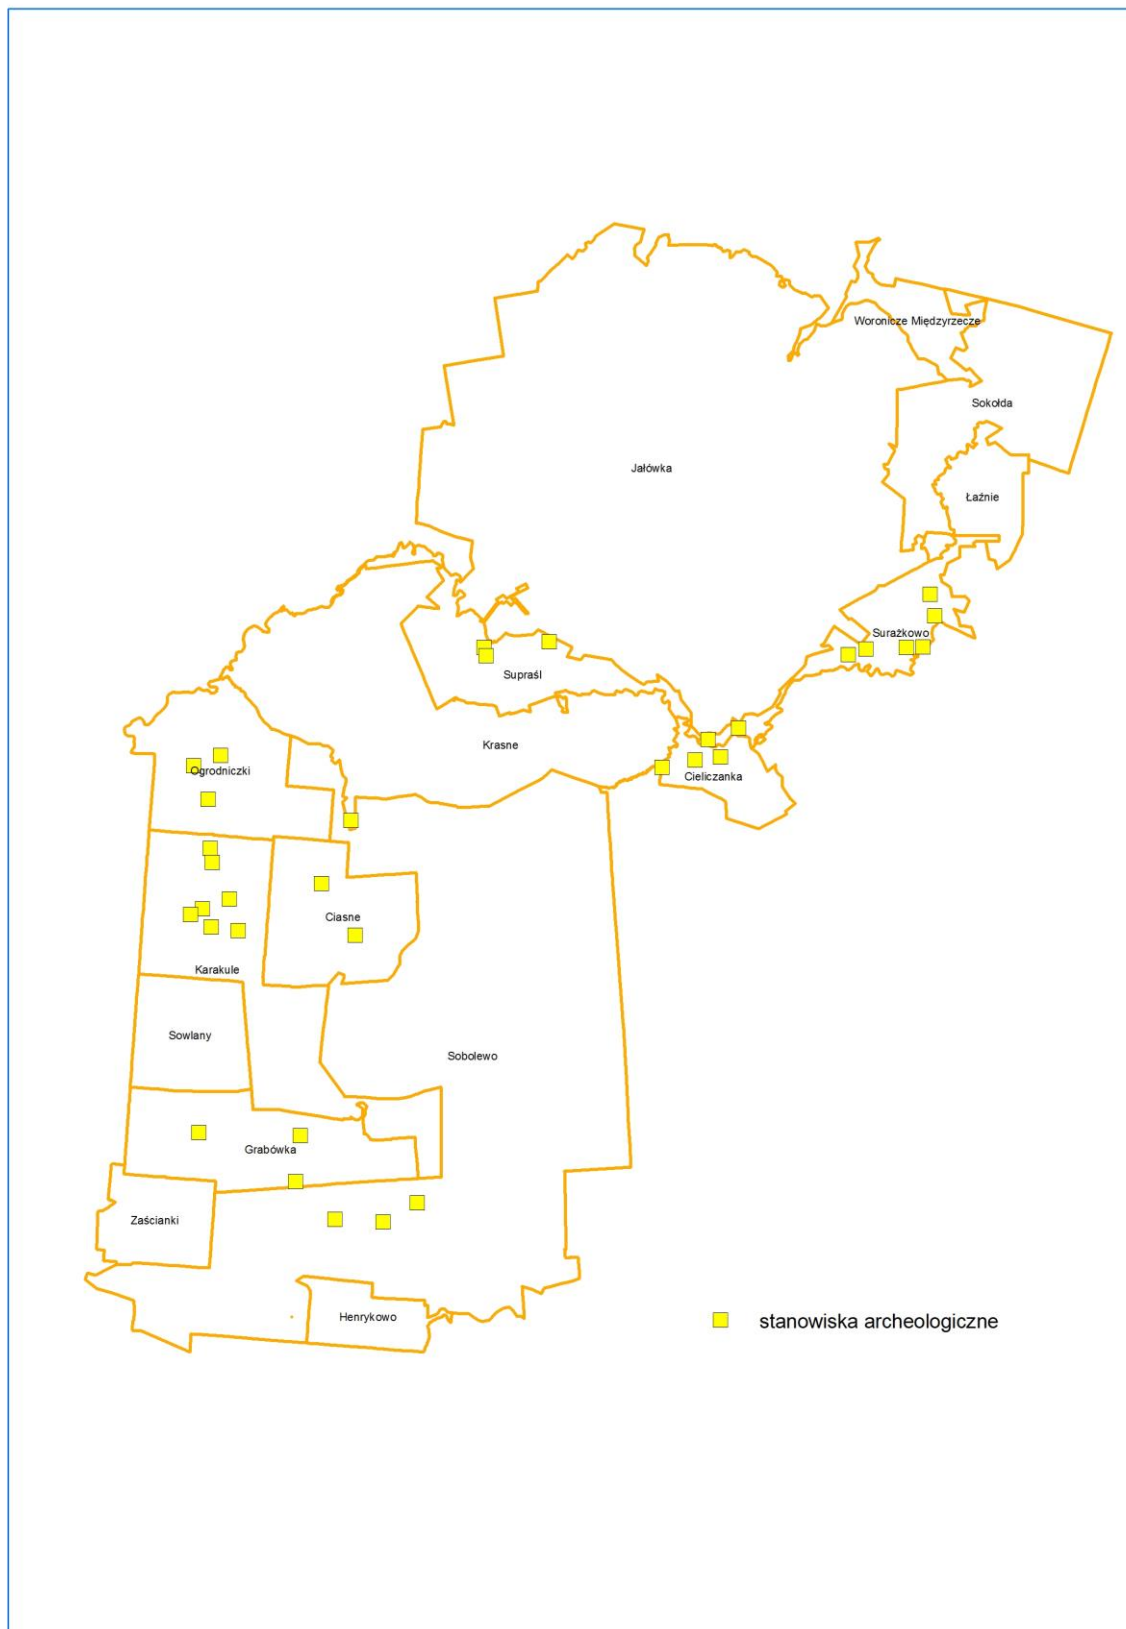 Woronicze Międzyrzecze
Sokołda
Jałówka
Łaźnie
Surażkowo
Supraśl
Krasne
Ogrodniczki
Cieliczanka
Ciasne
Karakule
Sowlany
Sobolewo
Grabówka
Zaścianki
Henrykowo
stanowiska archeologiczne